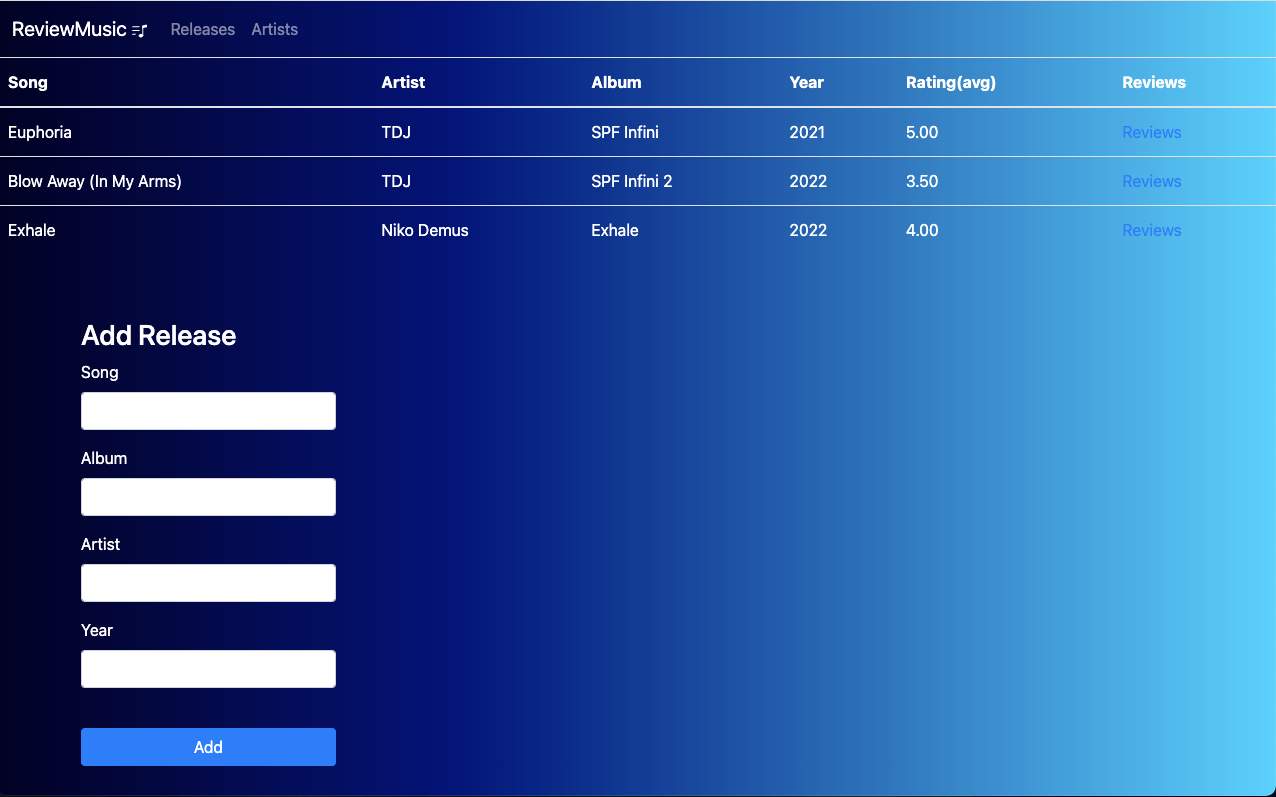 ReviewMusic Releases Artists
Song Artist Album Year Rating(avg) Reviews
Euphoria TDJ SPF Infini 2021 5.00 Reviews
Blow Away (In My Arms) TDJ SPF Infini 2 2022 3.50 Reviews
Exhale Niko Demus Exhale 2022 4.00 Reviews
Add Release
Song
Album
Artist
Year
Add